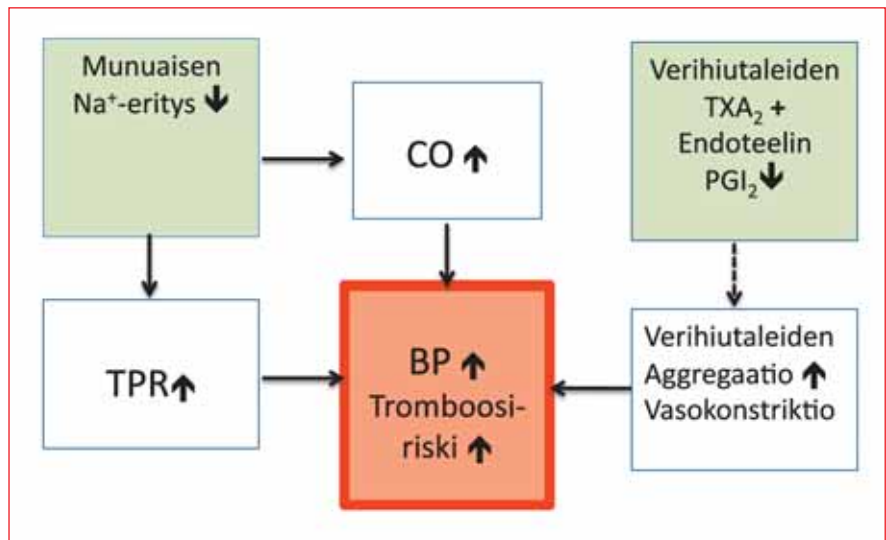 Munuaisen
Na⁺-eritys ↓
CO ↑
Verihiutaleiden
TXA₂ +
Endoteelin
PGI₂ ↓
TPR ↑
BP ↑
Tromboosi-
riski ↑
Verihiutaleiden
Aggregaatio ↑
Vasokonstriktio